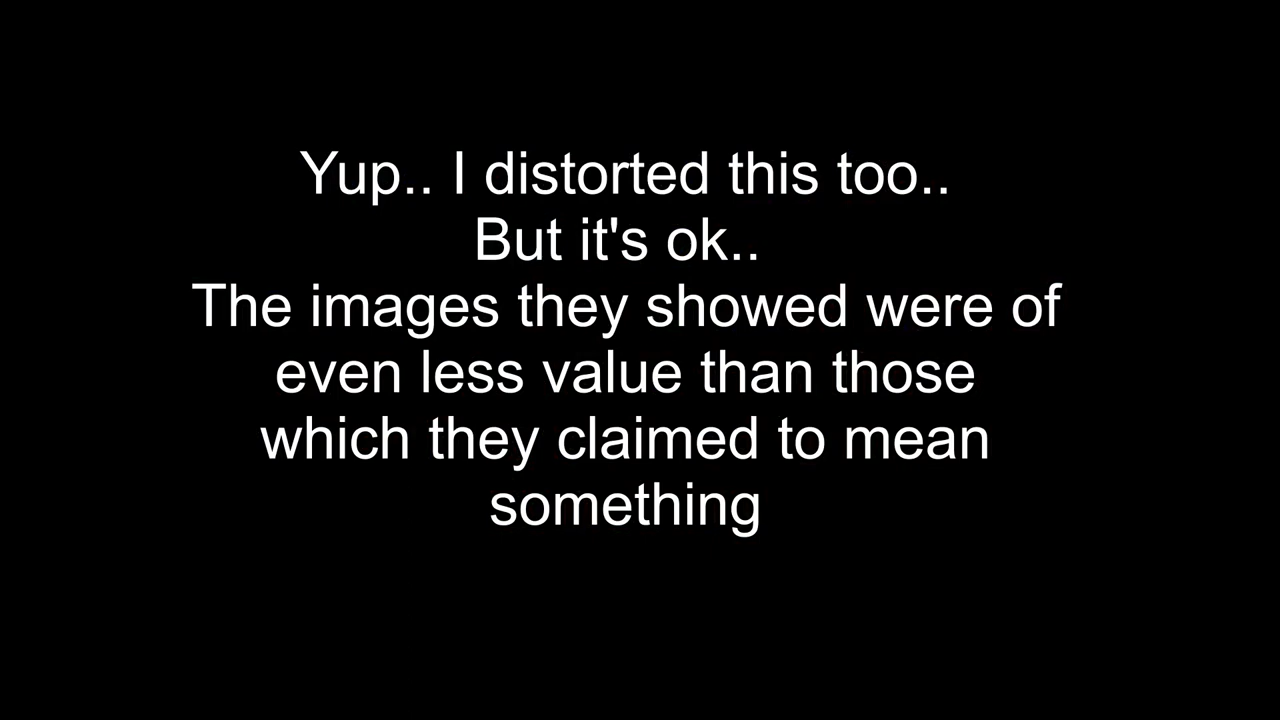 Yup.. I distorted this too..
But it's ok..
The images they showed were of
even less value than those
which they claimed to mean
something